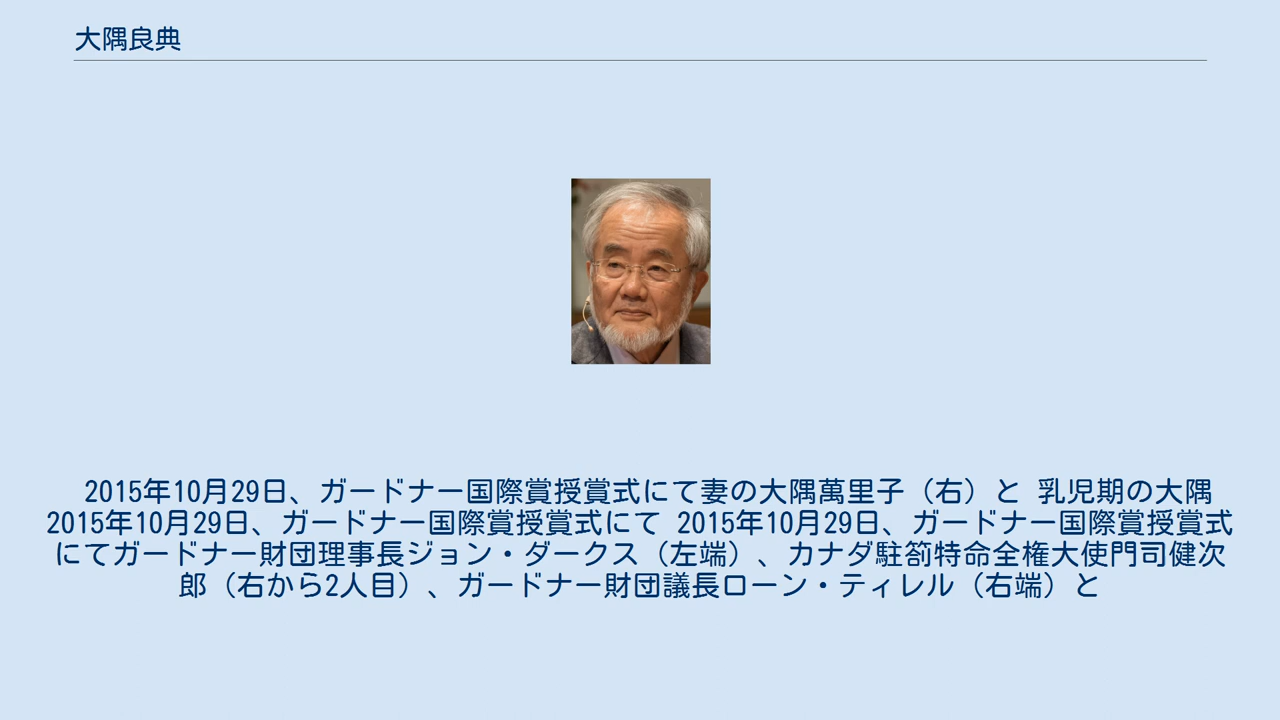 大隅良典
2015年10月29日、ガードナー国際賞授賞式にて妻の大隅萬里子（右）と 乳児期の大隅
2015年10月29日、ガードナー国際賞授賞式にて 2015年10月29日、ガードナー国際賞授賞式
にてガードナー財団理事長ジョン・ダークス（左端）、カナダ駐箚特命全権大使門司健次
郎（右から2人目）、ガードナー財団議長ローン・ティレル（右端）と